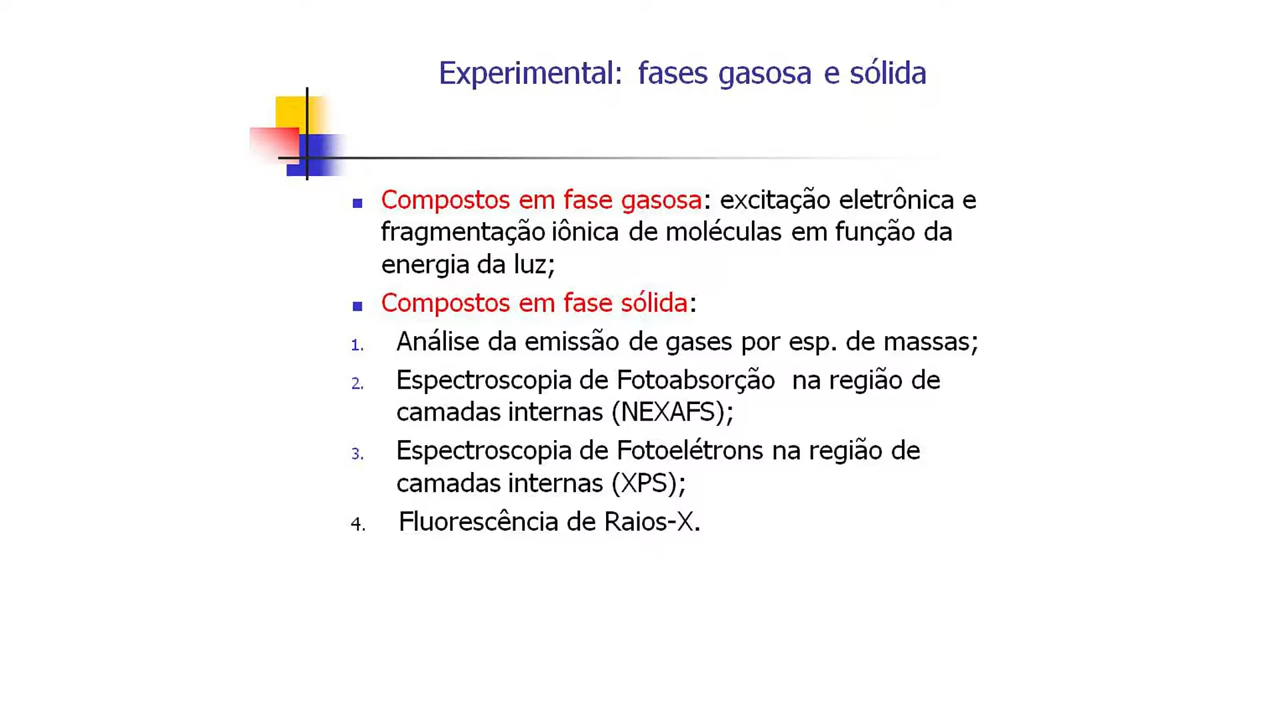 Experimental: fases gasosa e sólida
Compostos em fase gasosa: excitação eletrônica e
fragmentação iônica de moléculas em função da
energia da luz;
Compostos em fase sólida:
1. Análise da emissão de gases por esp. de massas;
2. Espectroscopia de Fotoabsorção na região de
camadas internas (NEXAFS);
3. Espectroscopia de Fotoelétrons na região de
camadas internas (XPS);
4. Fluorescência de Raios-X.